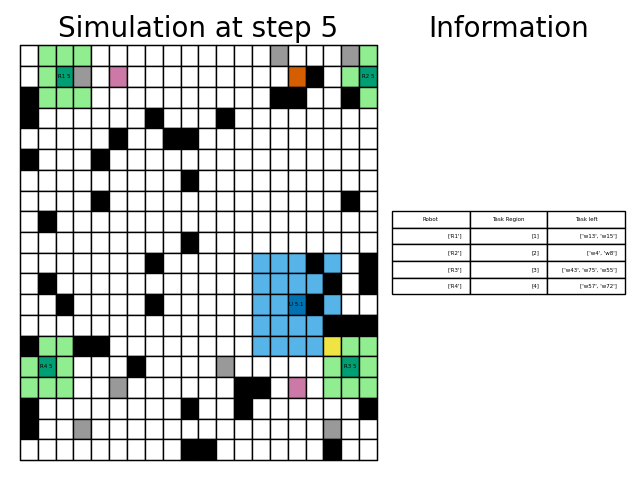 Simulation at step 5
Information
R1 5
R2 5
Robot
Task Region
Task left
['R1']
[1]
['w13', 'w15']
['R2']
[2]
['w4', 'w8']
['R3']
[3]
['w43', 'w75', 'w55']
['R4']
[4]
['w57', 'w72']
U 5.1
R4 5
R3 5